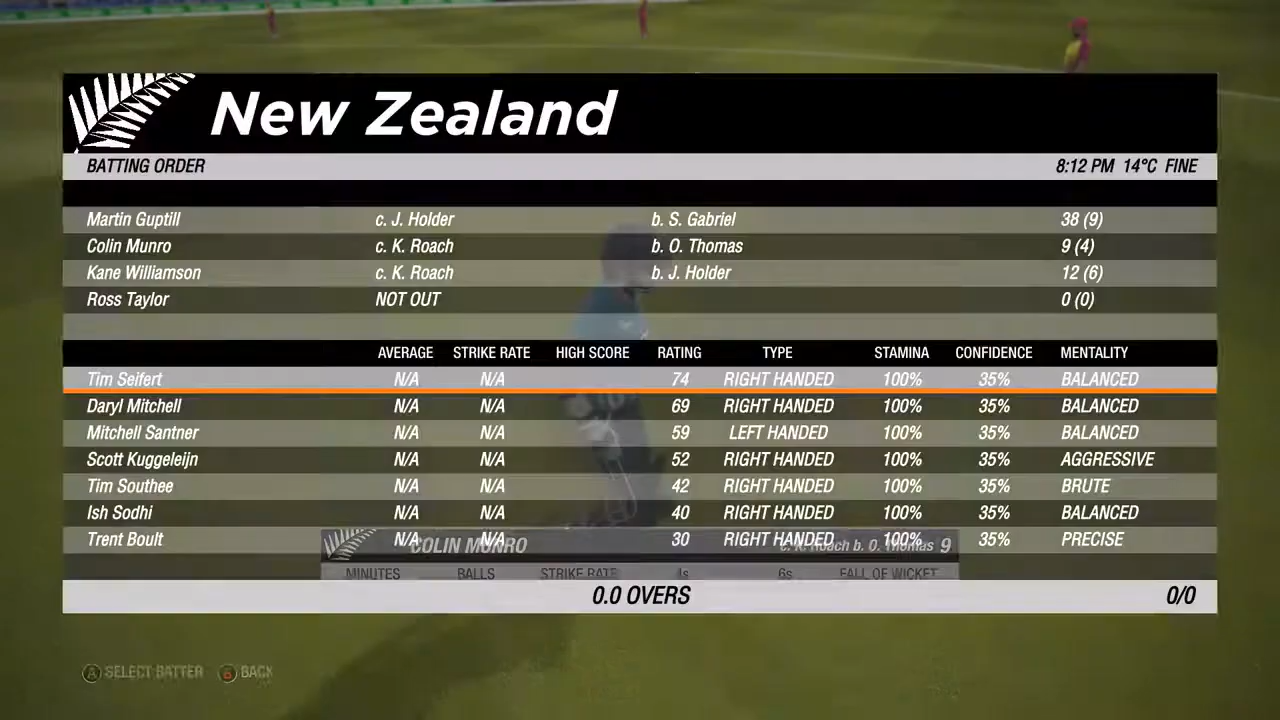 New Zealand
BATTING ORDER 8:12 PM 14°C FINE
Martin Guptill c. J. Holder b. S. Gabriel 38 (9)
Colin Munro c. K. Roach b. O. Thomas 9 (4)
Kane Williamson c. K. Roach b. J. Holder 12 (6)
Ross Taylor NOT OUT 0 (0)
AVERAGE STRIKE RATE HIGH SCORE RATING TYPE STAMINA CONFIDENCE MENTALITY
Tim Seifert N/A N/A 74 RIGHT HANDED 100% 35% BALANCED
Daryl Mitchell N/A N/A 69 RIGHT HANDED 100% 35% BALANCED
Mitchell Santner N/A N/A 59 LEFT HANDED 100% 35% BALANCED
Scott Kuggeleijn N/A N/A 52 RIGHT HANDED 100% 35% AGGRESSIVE
Tim Southee N/A N/A 42 RIGHT HANDED 100% 35% BRUTE
Ish Sodhi N/A N/A 40 RIGHT HANDED 100% 35% BALANCED
Trent Boult N/A N/A 30 RIGHT HANDED 100% 35% PRECISE
COLIN MUNRO c. K. Roach b. O. Thomas 9
MINUTES BALLS STRIKE RATE 4s 6s FALL OF WICKET
0.0 OVERS 0/0
A SELECT BATTER B BACK